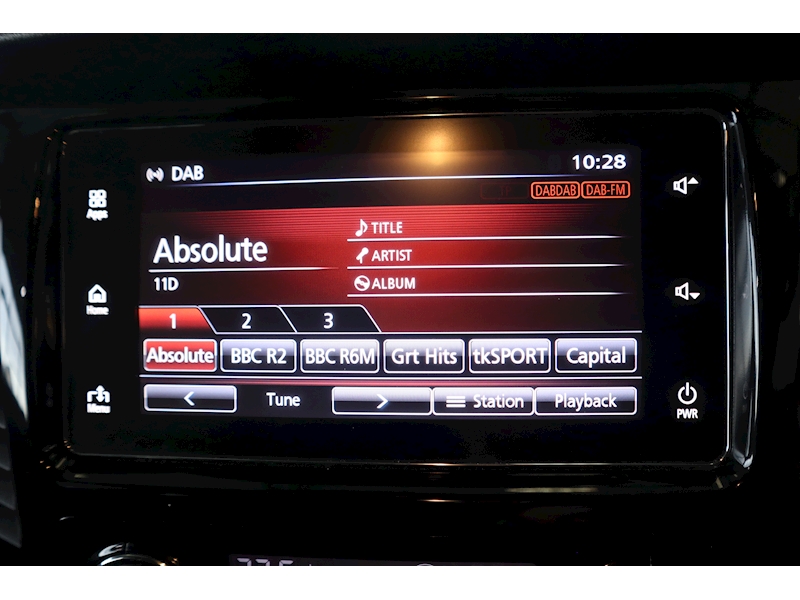 DAB
10:28
DABDAB DAB-FM
Apps
Absolute
TITLE
ARTIST
11D
ALBUM
Home
1 2 3
Absolute BBC R2 BBC R6M Grt Hits tkSPORT Capital
Menu
< Tune > Station Playback
PWR